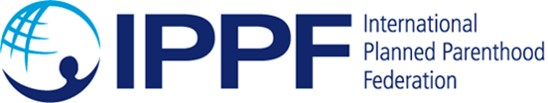 IPPF
International
Planned Parenthood
Federation